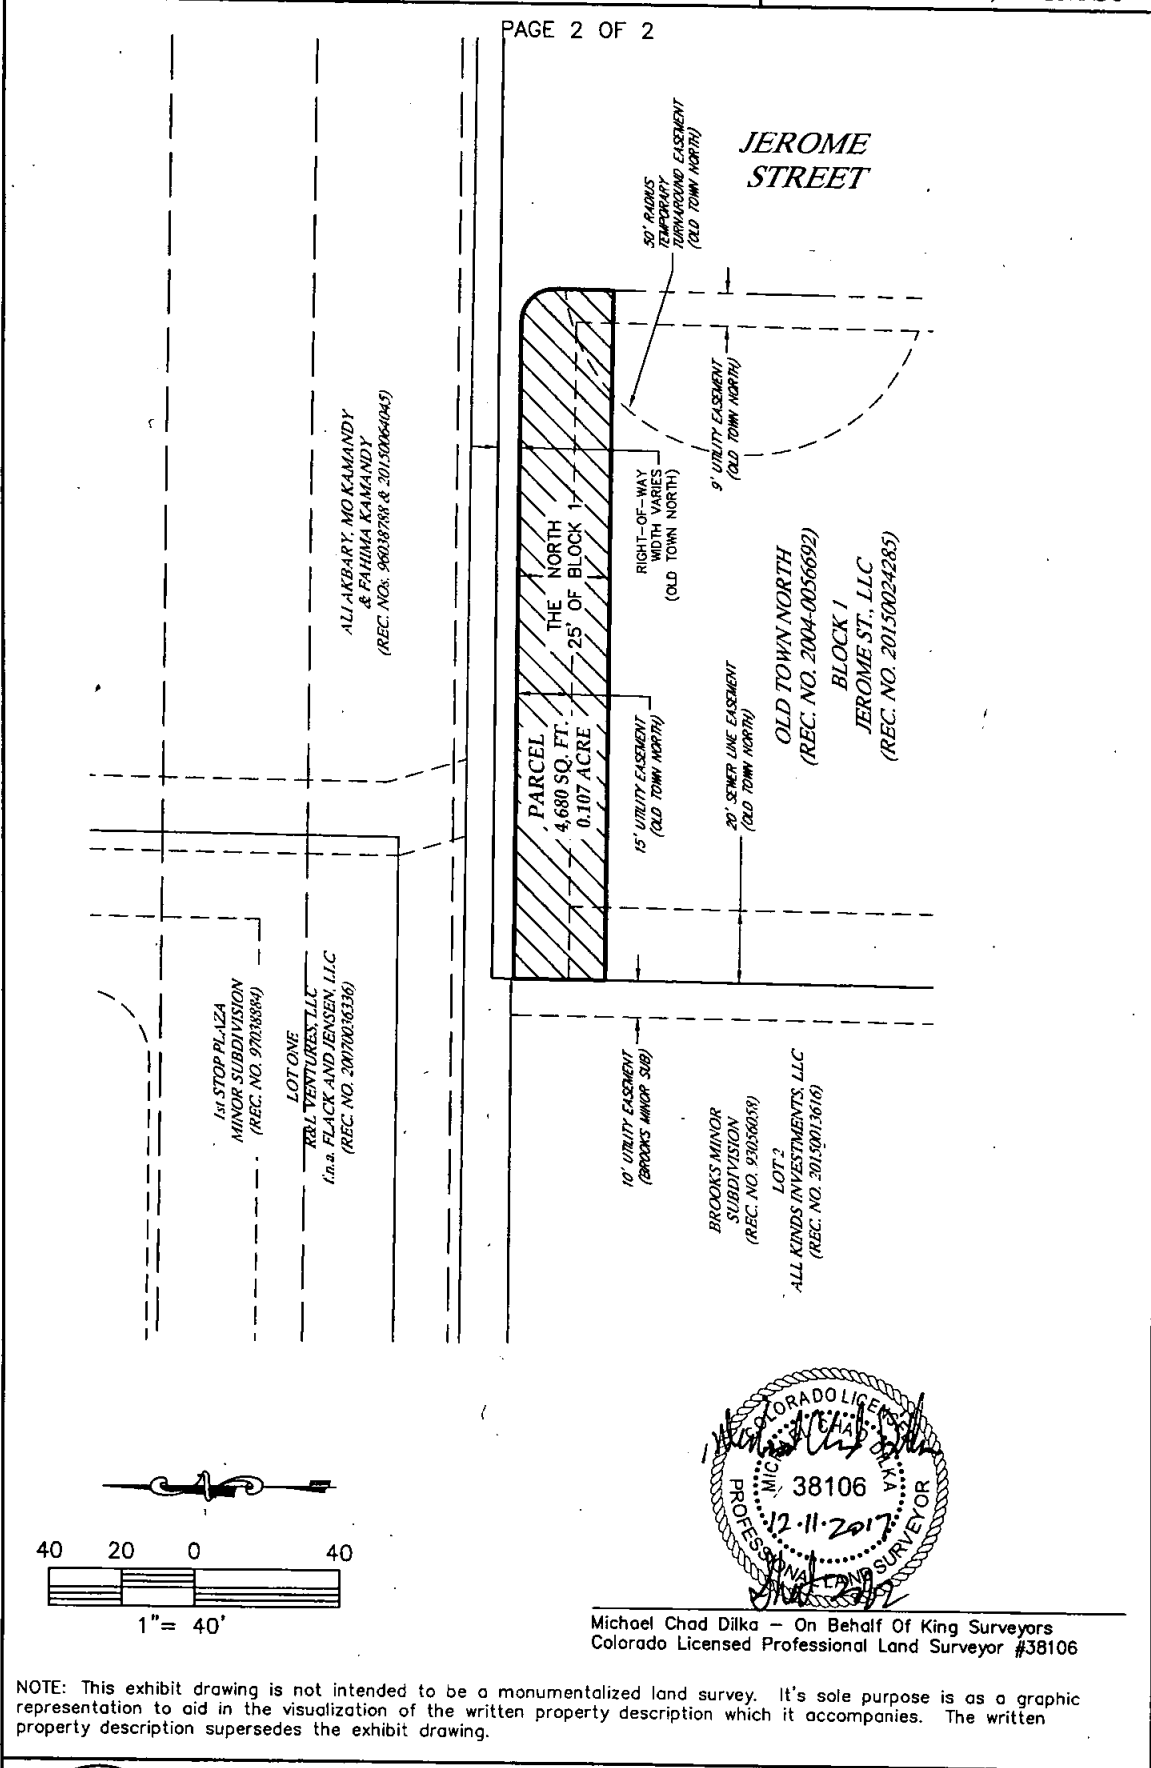 PAGE 2 OF 2
JEROME
STREET
50' RADIUS
TEMPORARY
TURNAROUND EASEMENT
(OLD TOWN NORTH)
9' UTILITY EASEMENT
(OLD TOWN NORTH)
ALI AKBARY, MO KAMANDY
& FAHIMA KAMANDY
(REC. NOs. 96038798 & 20150064045)
THE NORTH
25' OF BLOCK 1
RIGHT-OF-WAY
WIDTH VARIES
(OLD TOWN NORTH)
OLD TOWN NORTH
(REC. NO. 2004-0056692)
BLOCK 1
JEROME ST., LLC
(REC. NO. 20150024285)
PARCEL
4,680 SQ. FT.
0.107 ACRE
15' UTILITY EASEMENT
(OLD TOWN NORTH)
20' SEWER LINE EASEMENT
(OLD TOWN NORTH)
1st STOP PLAZA
MINOR SUBDIVISION
(REC. NO. 97038884)
LOT ONE
R&L VENTURES, LLC
f.n.a. FLACK AND JENSEN, LLC
(REC. NO. 20070036336)
10' UTILITY EASEMENT
(BROOKS MINOR SUB)
BROOKS MINOR
SUBDIVISION
(REC. NO. 93056058)
LOT 2
ALL KINDS INVESTMENTS, LLC
(REC. NO. 20150013616)
COLORADO LICENSED
MICHAEL CHAD DILKA
38106
12·11·2017
PROFESSIONAL LAND SURVEYOR
40 20 0 40
1"= 40'
Michael Chad Dilka – On Behalf Of King Surveyors
Colorado Licensed Professional Land Surveyor #38106
NOTE: This exhibit drawing is not intended to be a monumentalized land survey. It's sole purpose is as a graphic
representation to aid in the visualization of the written property description which it accompanies. The written
property description supersedes the exhibit drawing.